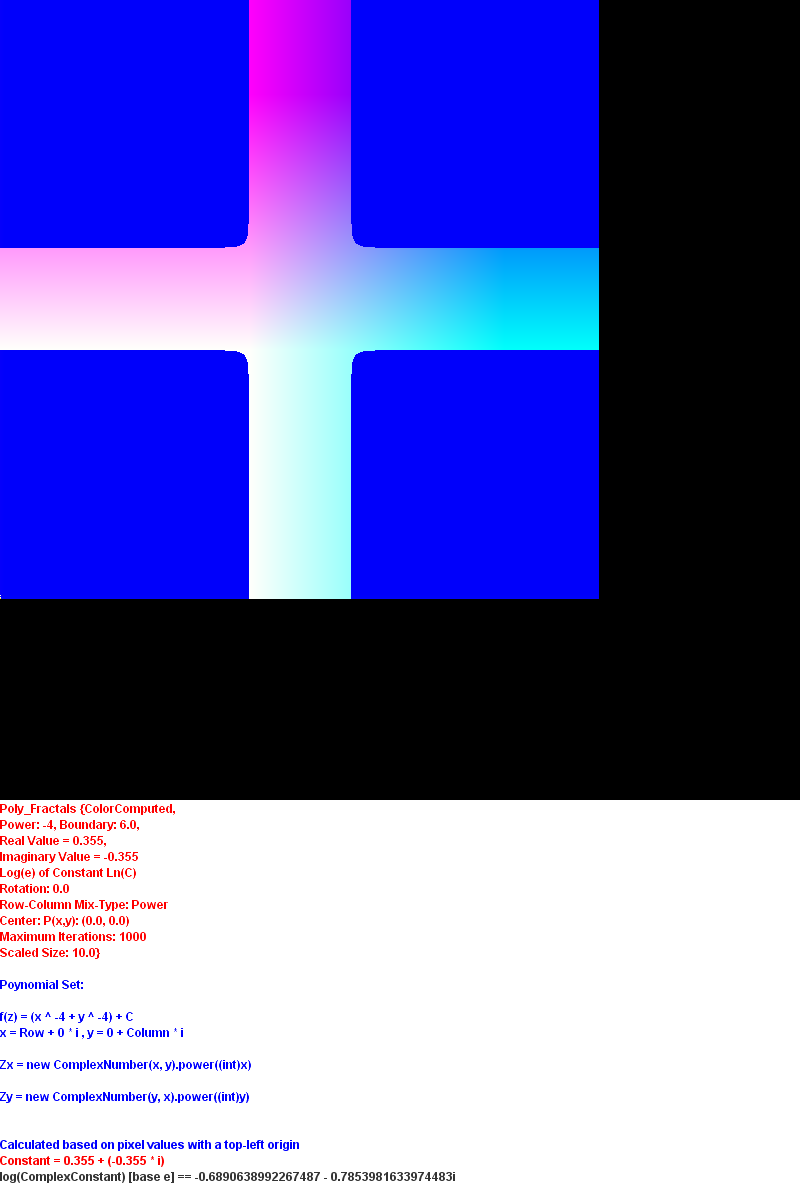 Poly_Fractals {ColorComputed,
Power: -4, Boundary: 6.0,
Real Value = 0.355,
Imaginary Value = -0.355
Log(e) of Constant Ln(C)
Rotation: 0.0
Row-Column Mix-Type: Power
Center: P(x,y): (0.0, 0.0)
Maximum Iterations: 1000
Scaled Size: 10.0}
Poynomial Set:
f(z) = (x ^ -4 + y ^ -4) + C
x = Row + 0 * i , y = 0 + Column * i
Zx = new ComplexNumber(x, y).power((int)x)
Zy = new ComplexNumber(y, x).power((int)y)
Calculated based on pixel values with a top-left origin
Constant = 0.355 + (-0.355 * i)
log(ComplexConstant) [base e] == -0.6890638992267487 - 0.7853981633974483i